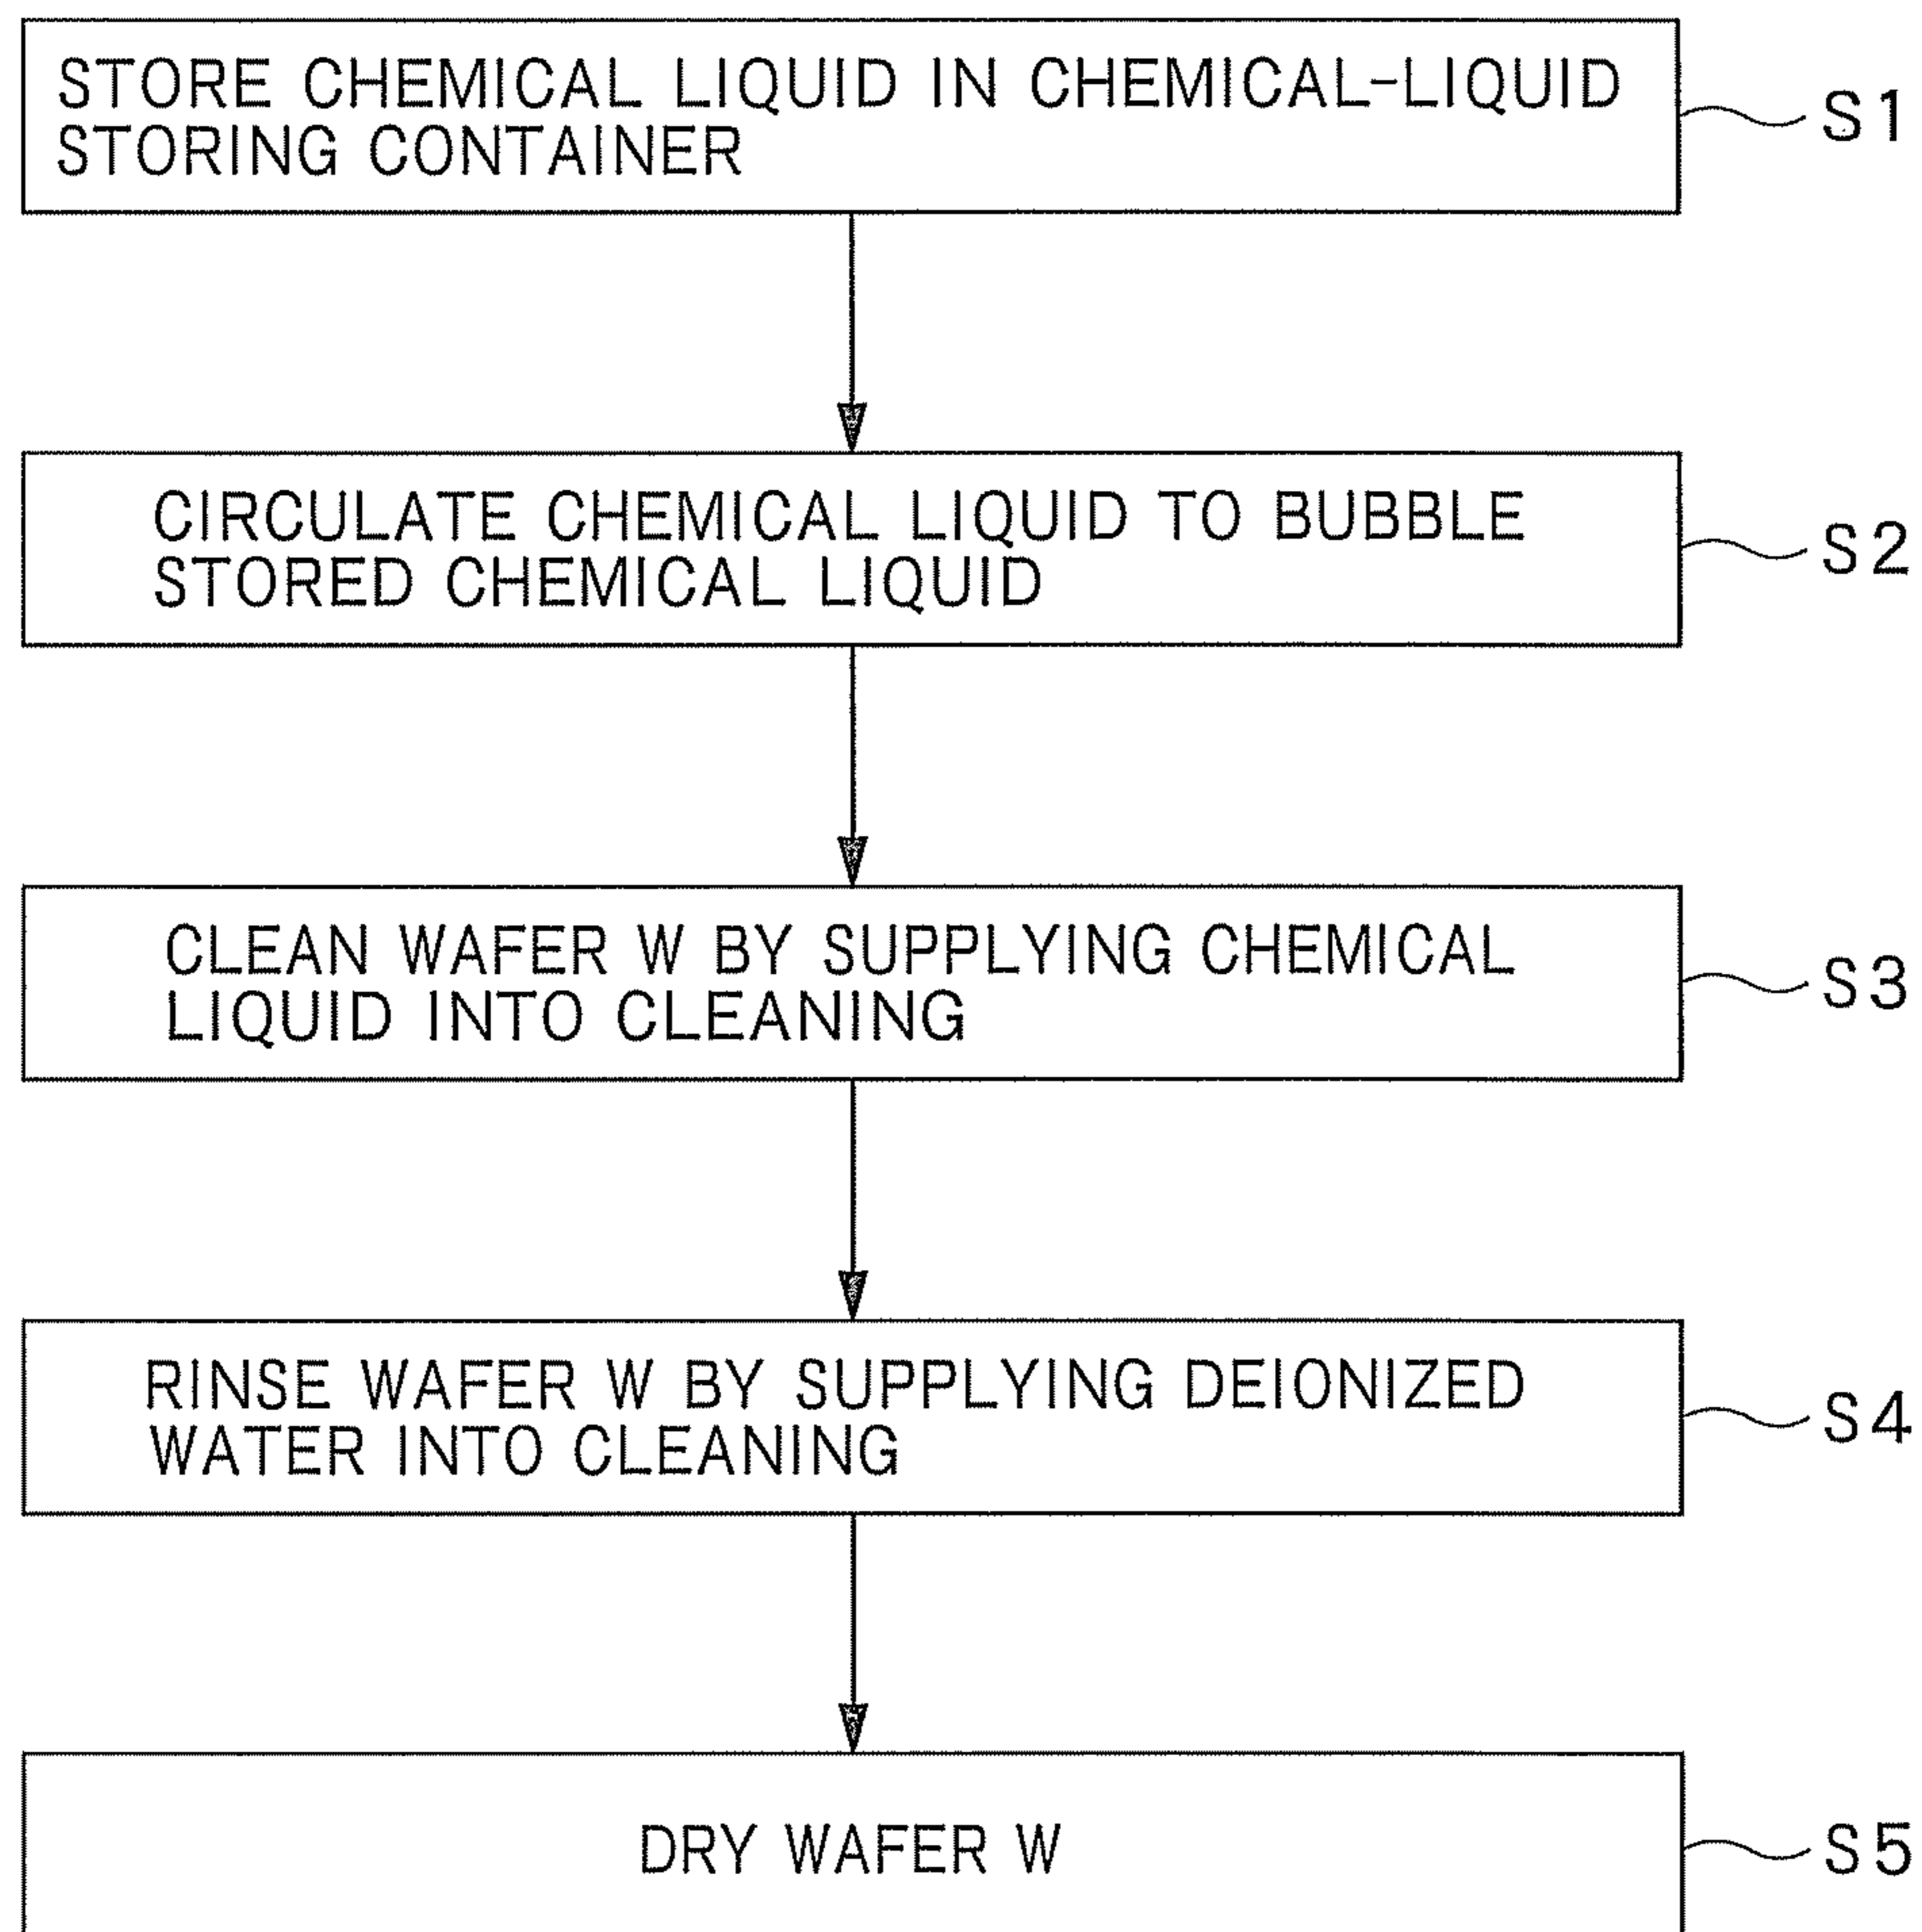 STORE CHEMICAL LIQUID IN CHEMICAL-LIQUID
STORING CONTAINER
S1
CIRCULATE CHEMICAL LIQUID TO BUBBLE
STORED CHEMICAL LIQUID
S2
CLEAN WAFER W BY SUPPLYING CHEMICAL
LIQUID INTO CLEANING
S3
RINSE WAFER W BY SUPPLYING DEIONIZED
WATER INTO CLEANING
S4
DRY WAFER W
S5